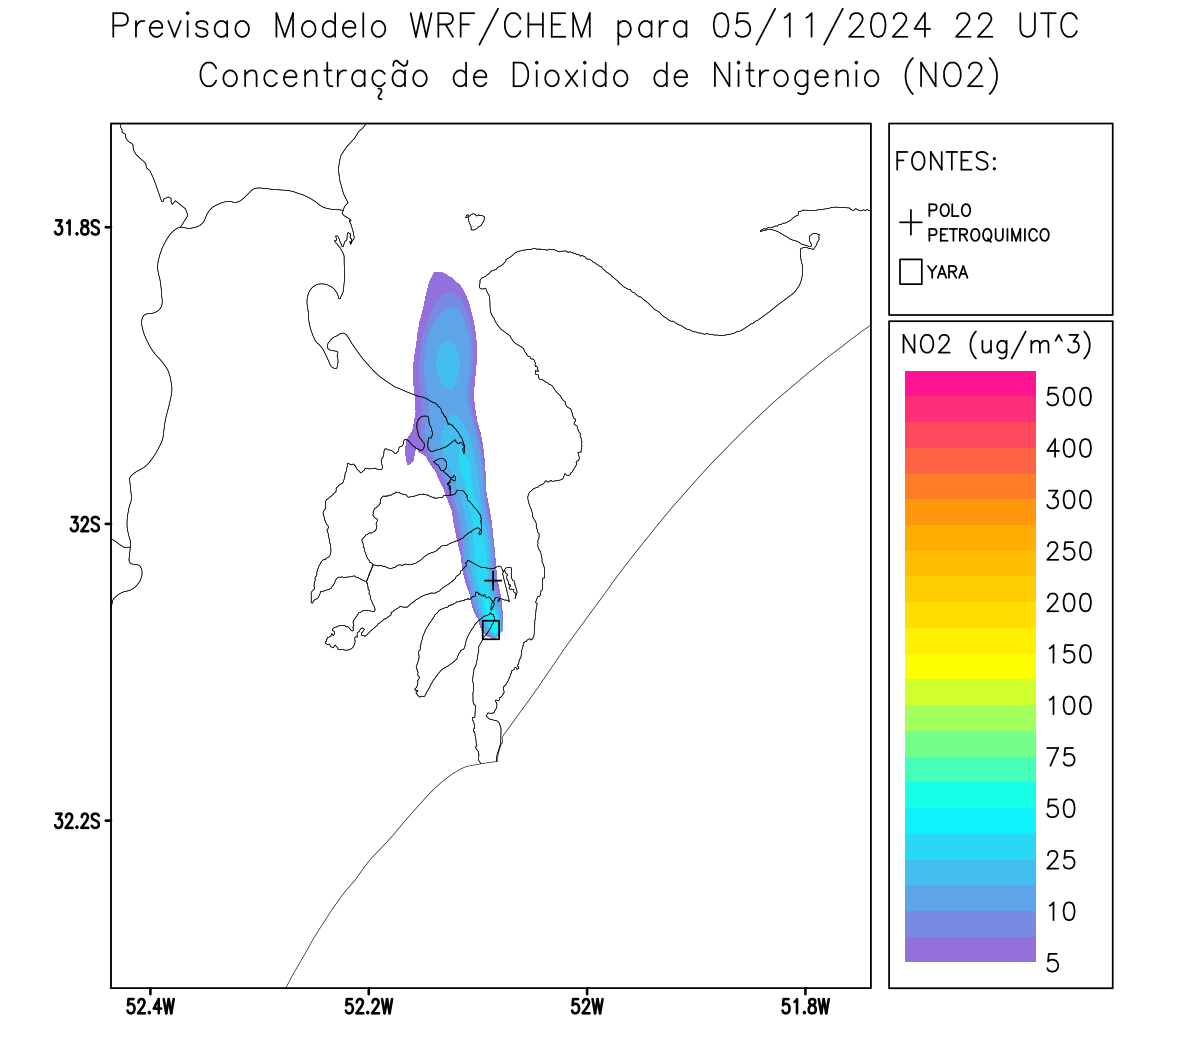 Previsao Modelo WRF/CHEM para 05/11/2024 22 UTC
Concentração de Dioxido de Nitrogenio (NO2)
FONTES:
POLO
PETROQUIMICO
YARA
NO2 (ug/m^3)
500
400
300
250
200
150
100
75
50
25
10
5
31.8S
32S
32.2S
52.4W
52.2W
52W
51.8W